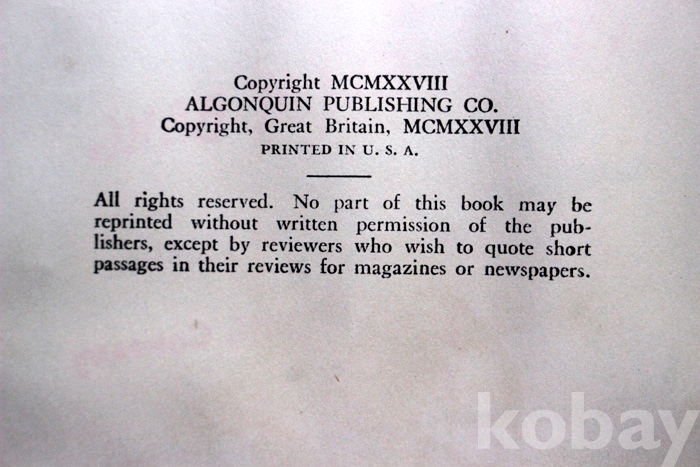 Copyright MCMXXVIII
ALGONQUIN PUBLISHING CO.
Copyright, Great Britain, MCMXXVIII
PRINTED IN U. S. A.
All rights reserved. No part of this book may be
reprinted without written permission of the pub-
lishers, except by reviewers who wish to quote short
passages in their reviews for magazines or newspapers.
kobay